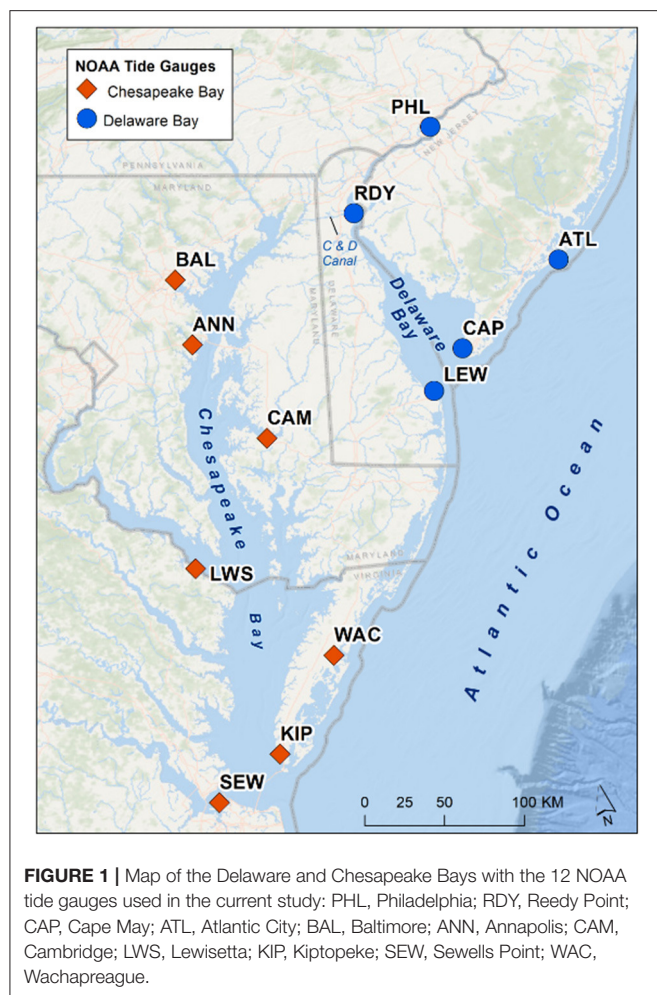 NOAA Tide Gauges
Chesapeake Bay
Delaware Bay
PHL
NEW JERSEY
PENNSYLVANIA
MARYLAND
RDY
C & D
Canal
ATL
BAL
DELAWARE
MARYLAND
Delaware
Bay
ANN
CAP
LEW
CAM
Chesapeake
Atlantic Ocean
LWS
MARYLAND
VIRGINIA
Bay
WAC
KIP
SEW
0 25 50 100 KM
N
FIGURE 1 | Map of the Delaware and Chesapeake Bays with the 12 NOAA
tide gauges used in the current study: PHL, Philadelphia; RDY, Reedy Point;
CAP, Cape May; ATL, Atlantic City; BAL, Baltimore; ANN, Annapolis; CAM,
Cambridge; LWS, Lewisetta; KIP, Kiptopeke; SEW, Sewells Point; WAC,
Wachapreague.